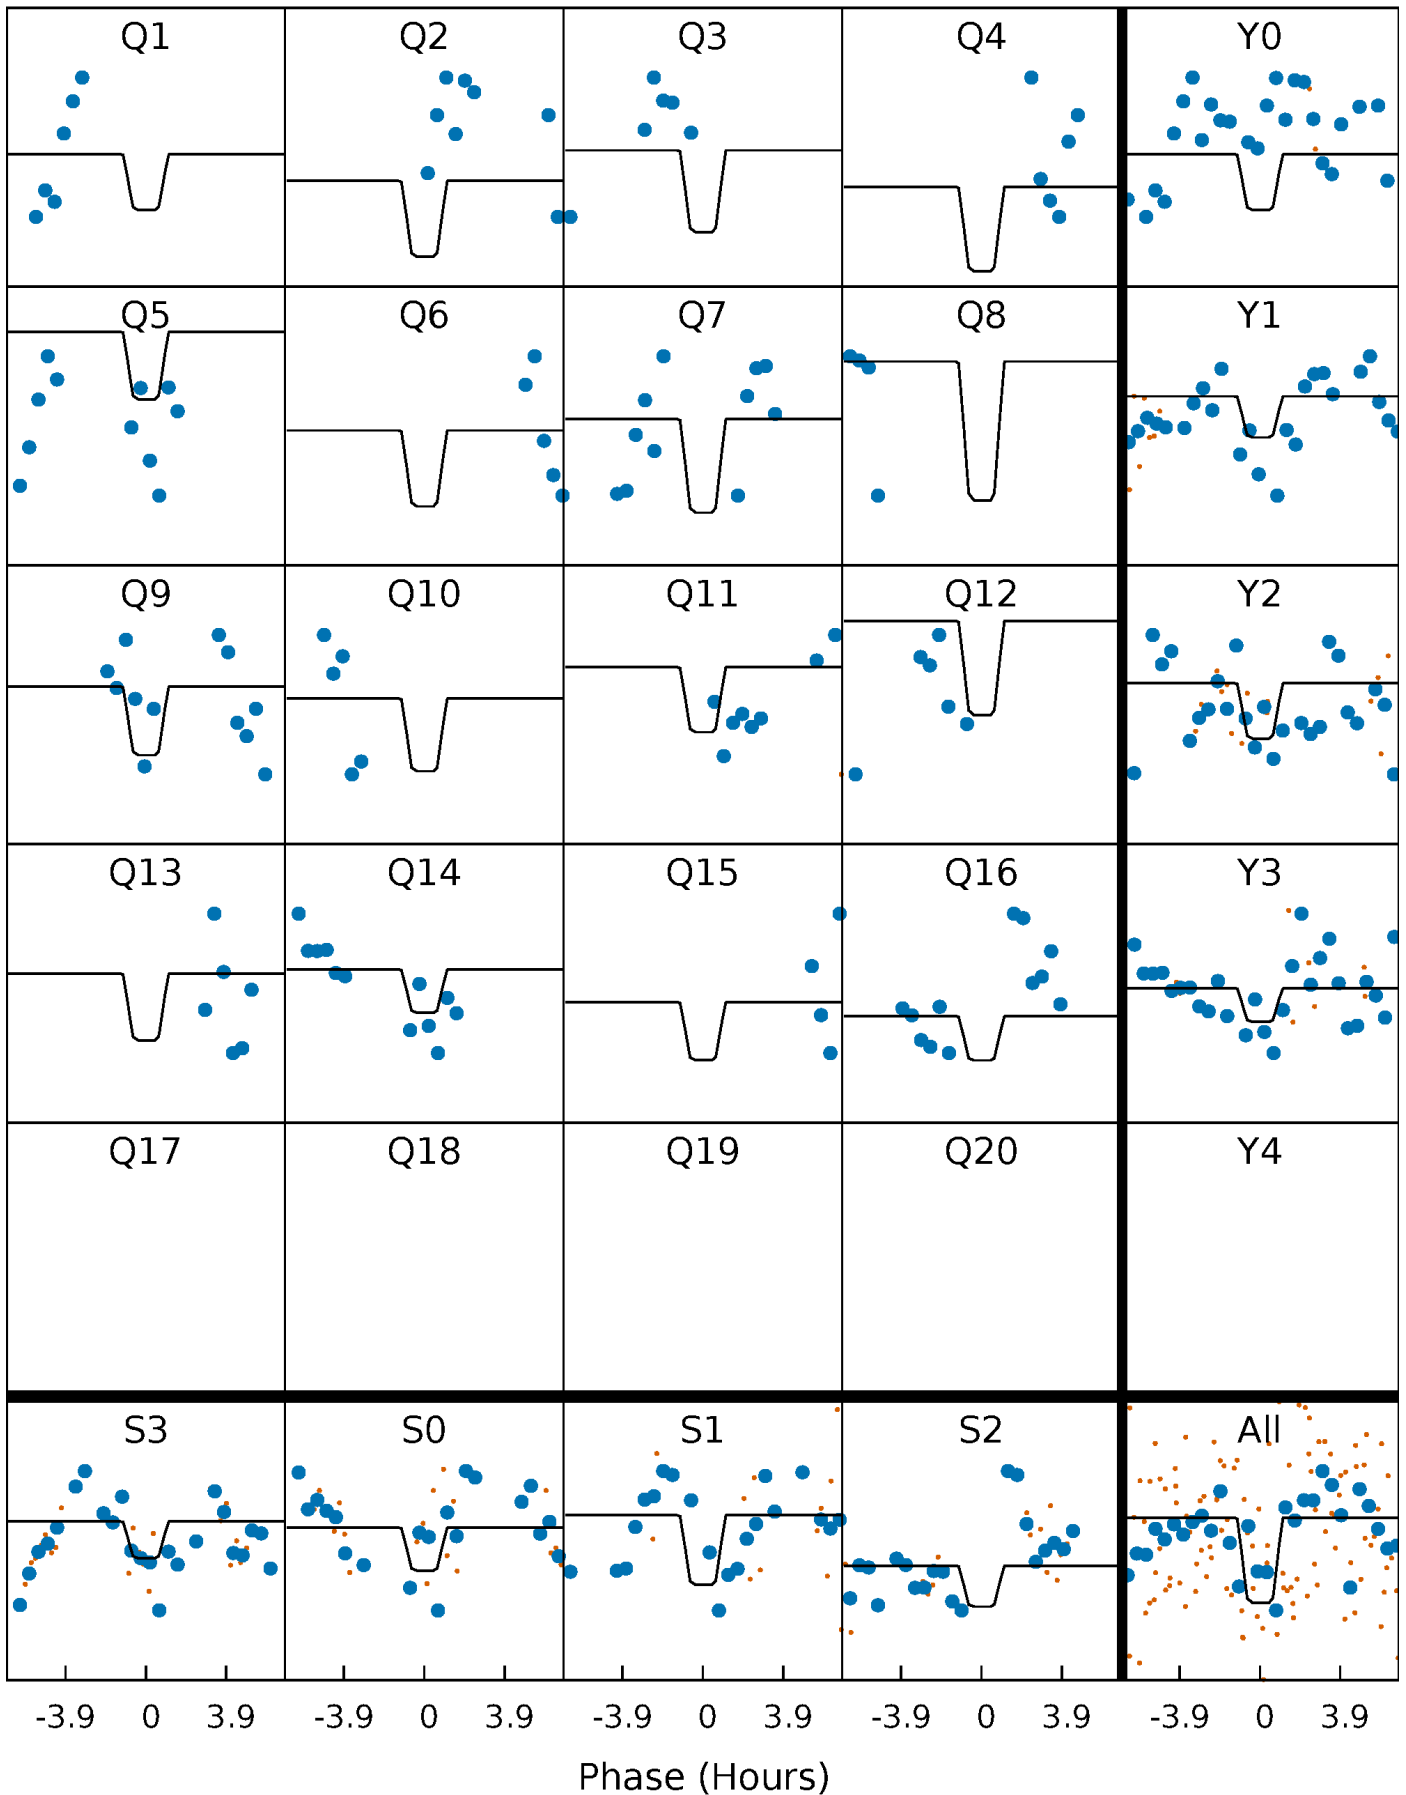 Q1 Q2 Q3 Q4 Y0
Q5 Q6 Q7 Q8 Y1
Q9 Q10 Q11 Q12 Y2
Q13 Q14 Q15 Q16 Y3
Q17 Q18 Q19 Q20 Y4
S3 S0 S1 S2 All
-3.9 0 3.9 -3.9 0 3.9 -3.9 0 3.9 -3.9 0 3.9 -3.9 0 3.9
Phase (Hours)